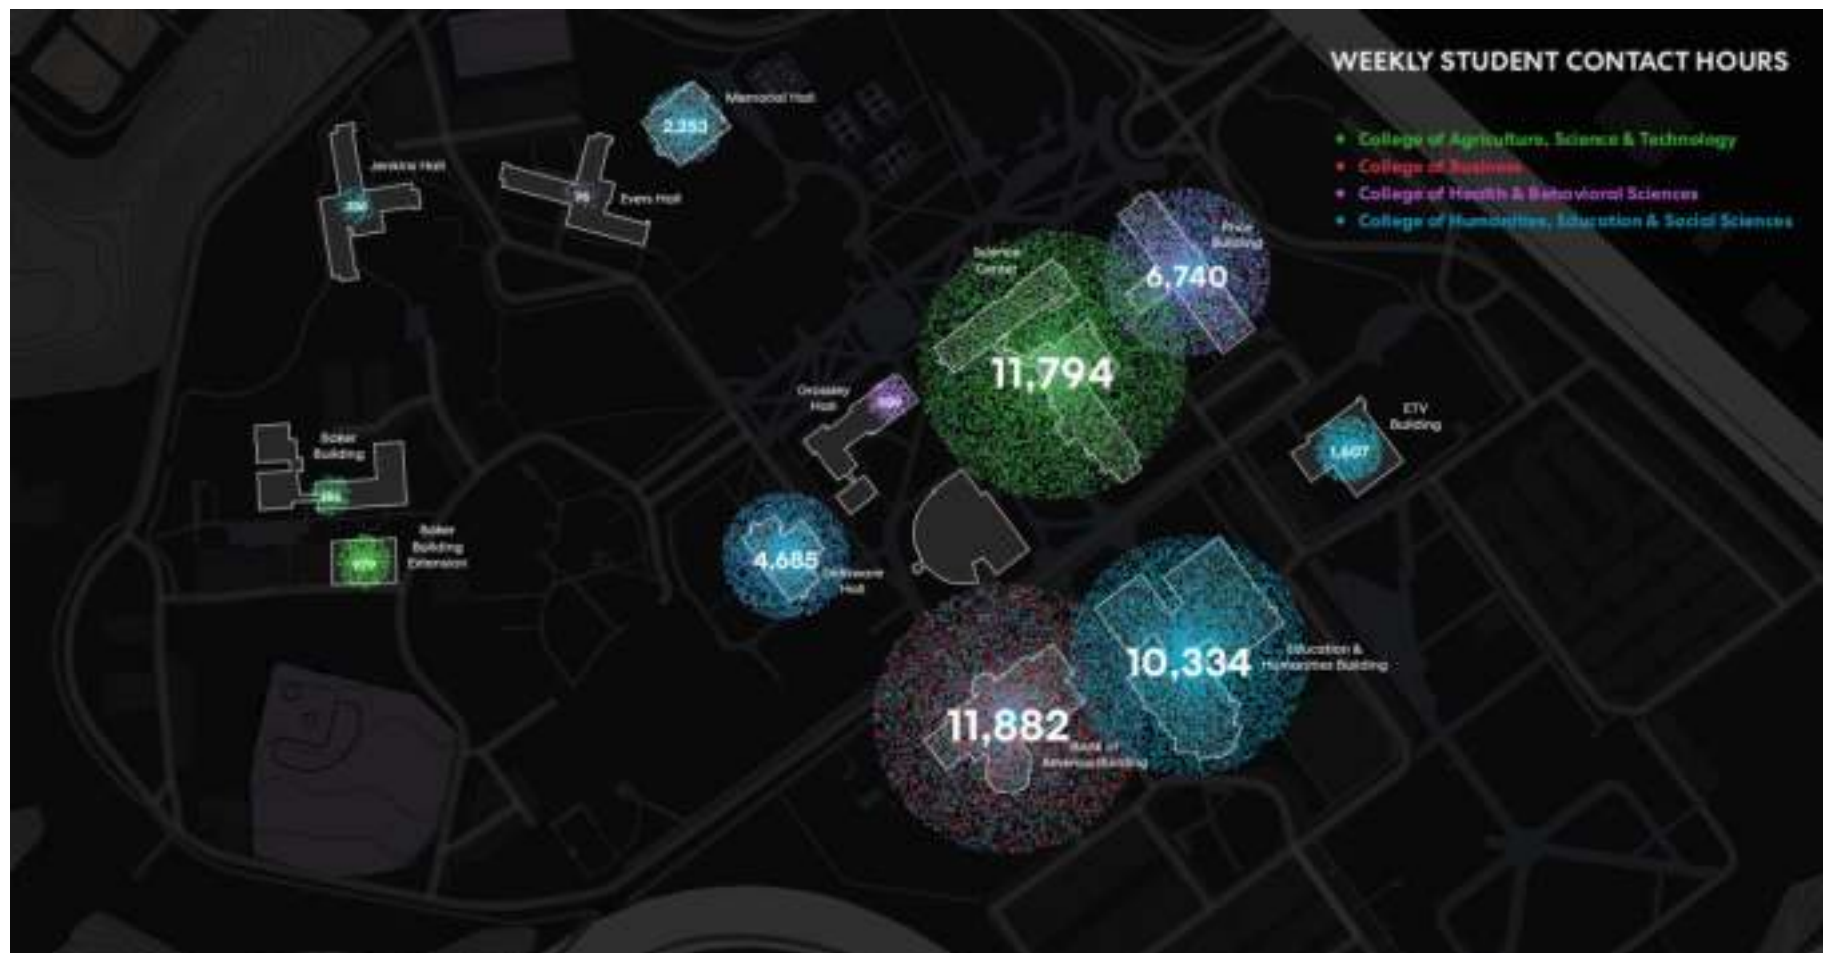 WEEKLY STUDENT CONTACT HOURS
• College of Agriculture, Science & Technology
• College of Business
• College of Health & Behavioral Sciences
• College of Humanities, Education & Social Sciences
Memorial Hall
2,253
Jenkins Hall
Evers Hall
Price
Building
6,740
Science
Center
11,794
Hall
ETV
Building
1,607
Baker
Building
Baker
Building
Extension
4,685
Hall
Education &
Humanities Building
10,334
11,882
Building